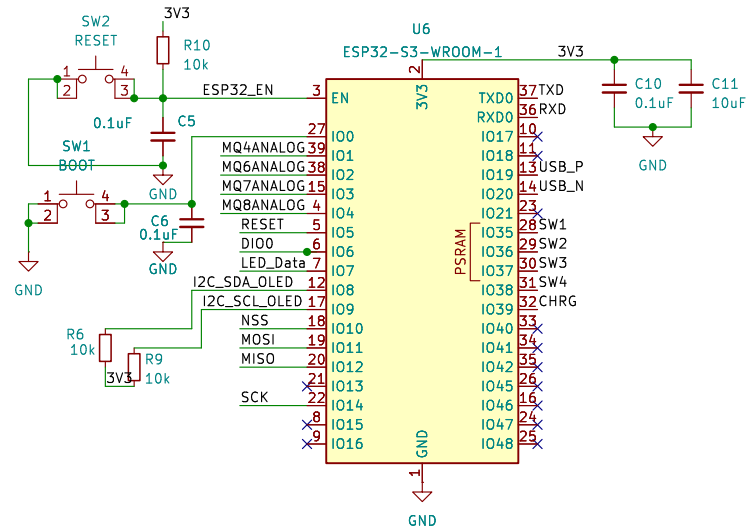 SW2
RESET
3V3
R10
10k
1
4
2
3
ESP32_EN
0.1uF
C5
GND
SW1
BOOT
1
4
2
3
GND
C6
0.1uF
GND
U6
ESP32-S3-WROOM-1
3V3
2
3V3
C10
0.1uF
C11
10uF
GND
3
EN
27
IO0
MQ4ANALOG
39
IO1
MQ6ANALOG
38
IO2
MQ7ANALOG
15
IO3
MQ8ANALOG
4
IO4
RESET
5
IO5
DIO0
6
IO6
LED_Data
7
IO7
I2C_SDA_OLED
12
IO8
I2C_SCL_OLED
17
IO9
NSS
18
IO10
MOSI
19
IO11
MISO
20
IO12
21
IO13
SCK
22
IO14
8
IO15
9
IO16
R6
10k
R9
10k
3V3
TXD0
37
TXD
RXD0
36
RXD
IO17
10
IO18
11
IO19
13
USB_P
IO20
14
USB_N
IO21
23
PSRAM
IO35
28
SW1
IO36
29
SW2
IO37
30
SW3
IO38
31
SW4
IO39
32
CHRG
IO40
33
IO41
34
IO42
35
IO45
26
IO46
16
IO47
24
IO48
25
GND
1
GND